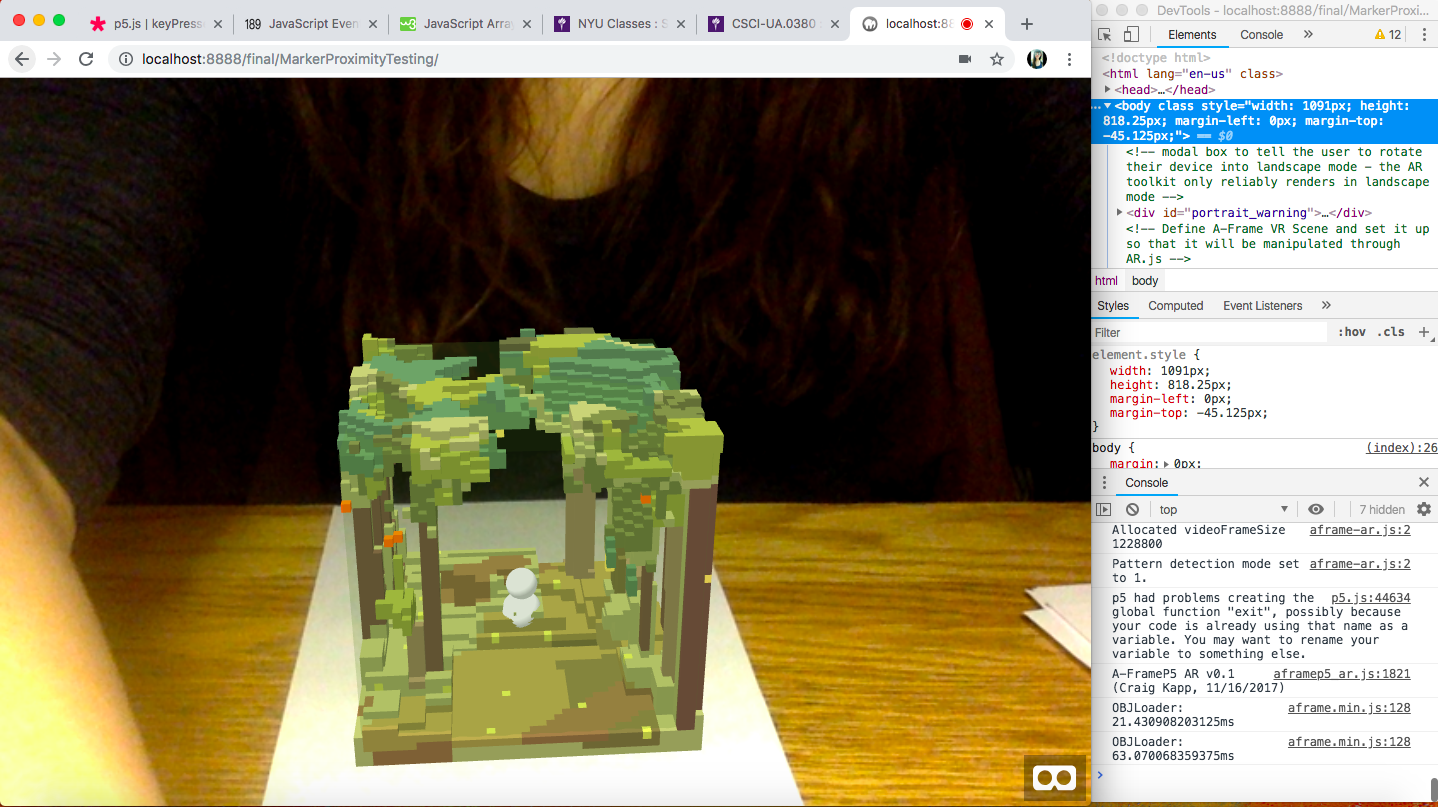 p5.js | keyPress
189 JavaScript Even
JavaScript Array
NYU Classes : S
CSCI-UA.0380
localhost:88
localhost:8888/final/MarkerProximityTesting/
DevTools - localhost:8888/final/MarkerProxi...
Elements Console » 12
<!doctype html>
<html lang="en-us" class>
<head>…</head>
…<body class style="width: 1091px; height:
818.25px; margin-left: 0px; margin-top:
-45.125px;"> == $0
<!-- modal box to tell the user to rotate
their device into landscape mode - the AR
toolkit only reliably renders in landscape
mode -->
<div id="portrait_warning">…</div>
<!-- Define A-Frame VR Scene and set it up
so that it will be manipulated through
AR.js -->
html body
Styles Computed Event Listeners »
Filter :hov .cls +
element.style {
width: 1091px;
height: 818.25px;
margin-left: 0px;
margin-top: -45.125px;
}
body { (index):26
margin: 0px;
Console
top 7 hidden
Allocated videoFrameSize aframe-ar.js:2
1228800
Pattern detection mode set aframe-ar.js:2
to 1.
p5 had problems creating the p5.js:44634
global function "exit", possibly because
your code is already using that name as a
variable. You may want to rename your
variable to something else.
A-FrameP5 AR v0.1 aframep5_ar.js:1821
(Craig Kapp, 11/16/2017)
OBJLoader: aframe.min.js:128
21.430908203125ms
OBJLoader: aframe.min.js:128
63.070068359375ms
>